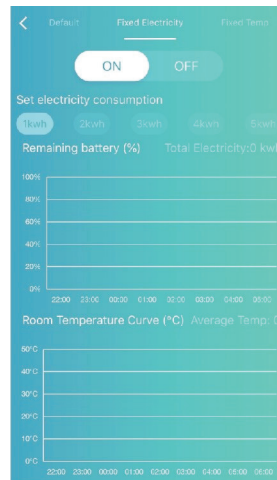 Default Fixed Electricity Fixed Temp
ON OFF
Set electricity consumption
1kwh 2kwh 3kwh 4kwh 5kwh
Remaining battery (%) Total Electricity:0 kw
100%
80%
60%
40%
20%
0%
22:00 23:00 00:00 01:00 02:00 03:00 04:00 05:00
Room Temperature Curve (°C) Average Temp:
50°C
40°C
30°C
20°C
10°C
0°C
22:00 23:00 00:00 01:00 02:00 03:00 04:00 05:00 06:00